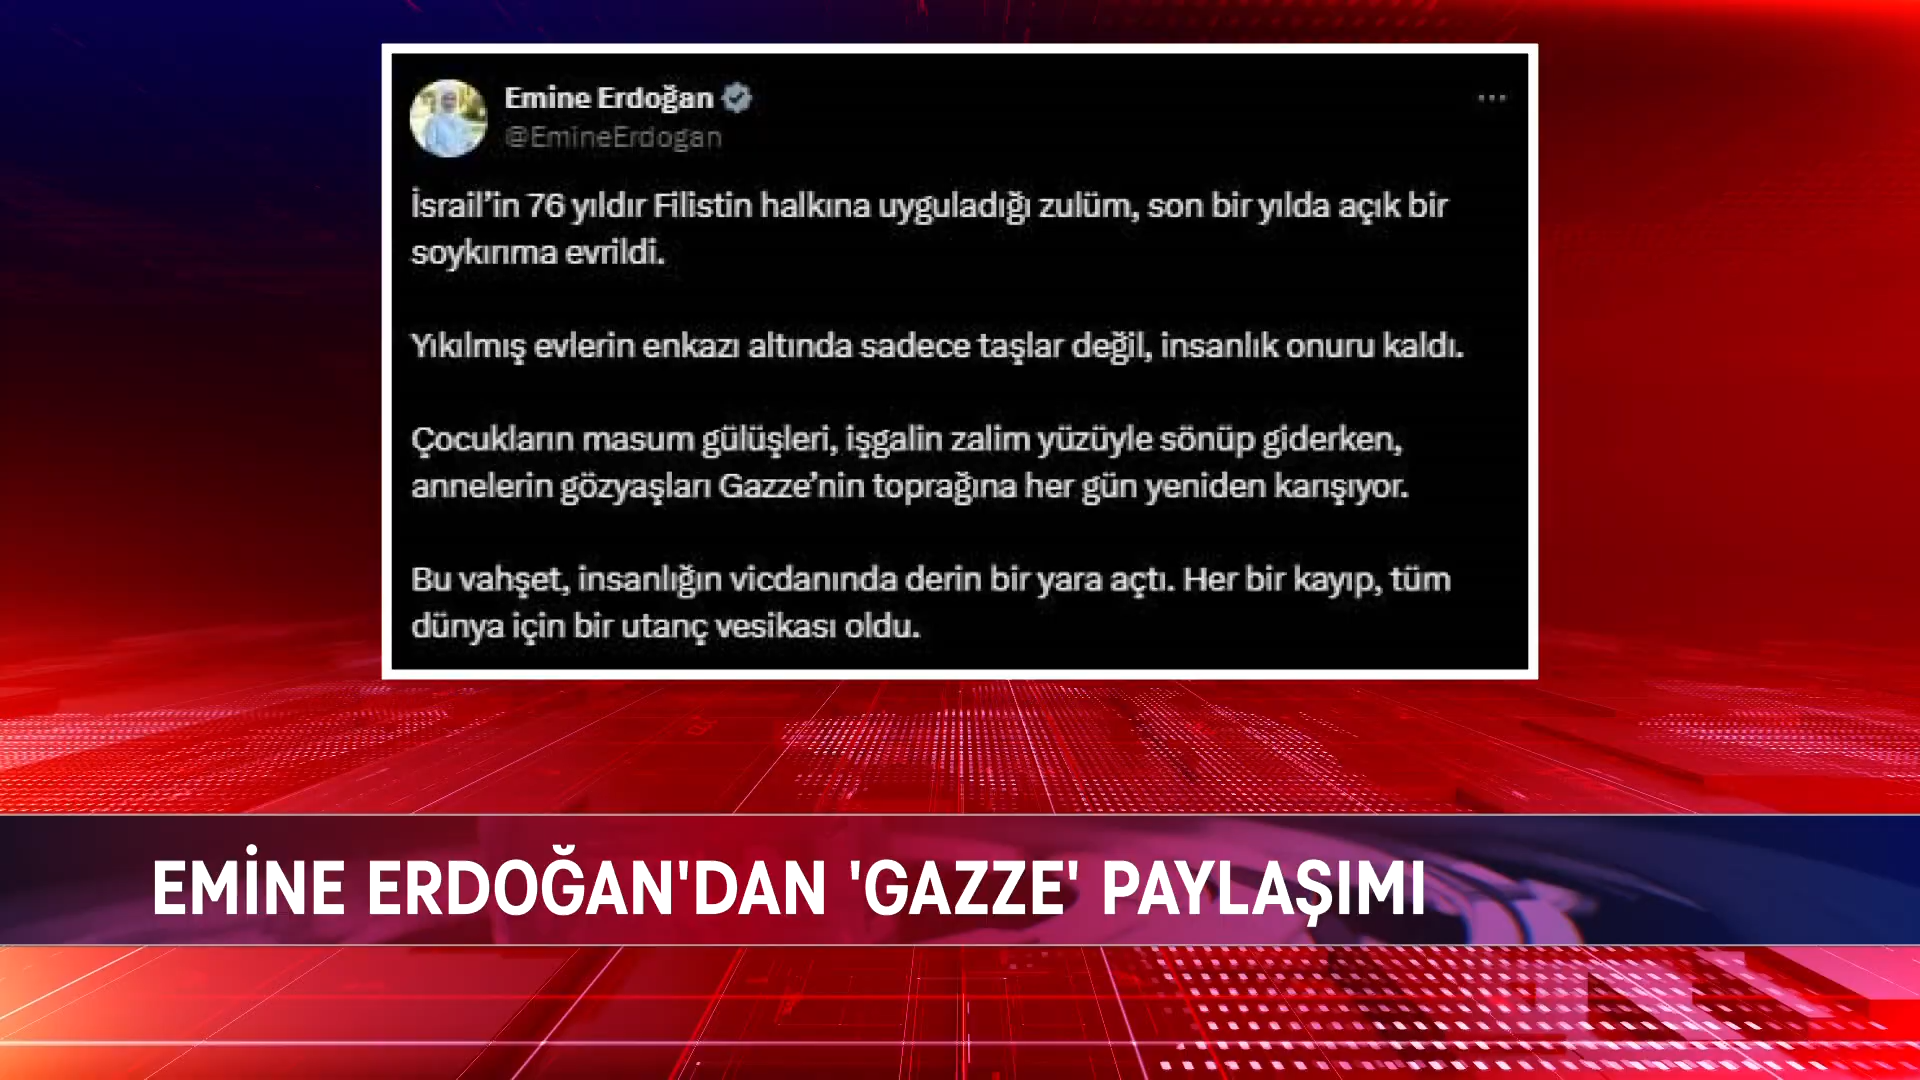 Emine Erdoğan
@EmineErdogan
İsrail’in 76 yıldır Filistin halkına uyguladığı zulüm, son bir yılda açık bir
soykırıma evrildi.
Yıkılmış evlerin enkazı altında sadece taşlar değil, insanlık onuru kaldı.
Çocukların masum gülüşleri, işgalin zalim yüzüyle sönüp giderken,
annelerin gözyaşları Gazze’nin toprağına her gün yeniden karışıyor.
Bu vahşet, insanlığın vicdanında derin bir yara açtı. Her bir kayıp, tüm
dünya için bir utanç vesikası oldu.
EMİNE ERDOĞAN'DAN 'GAZZE' PAYLAŞIMI